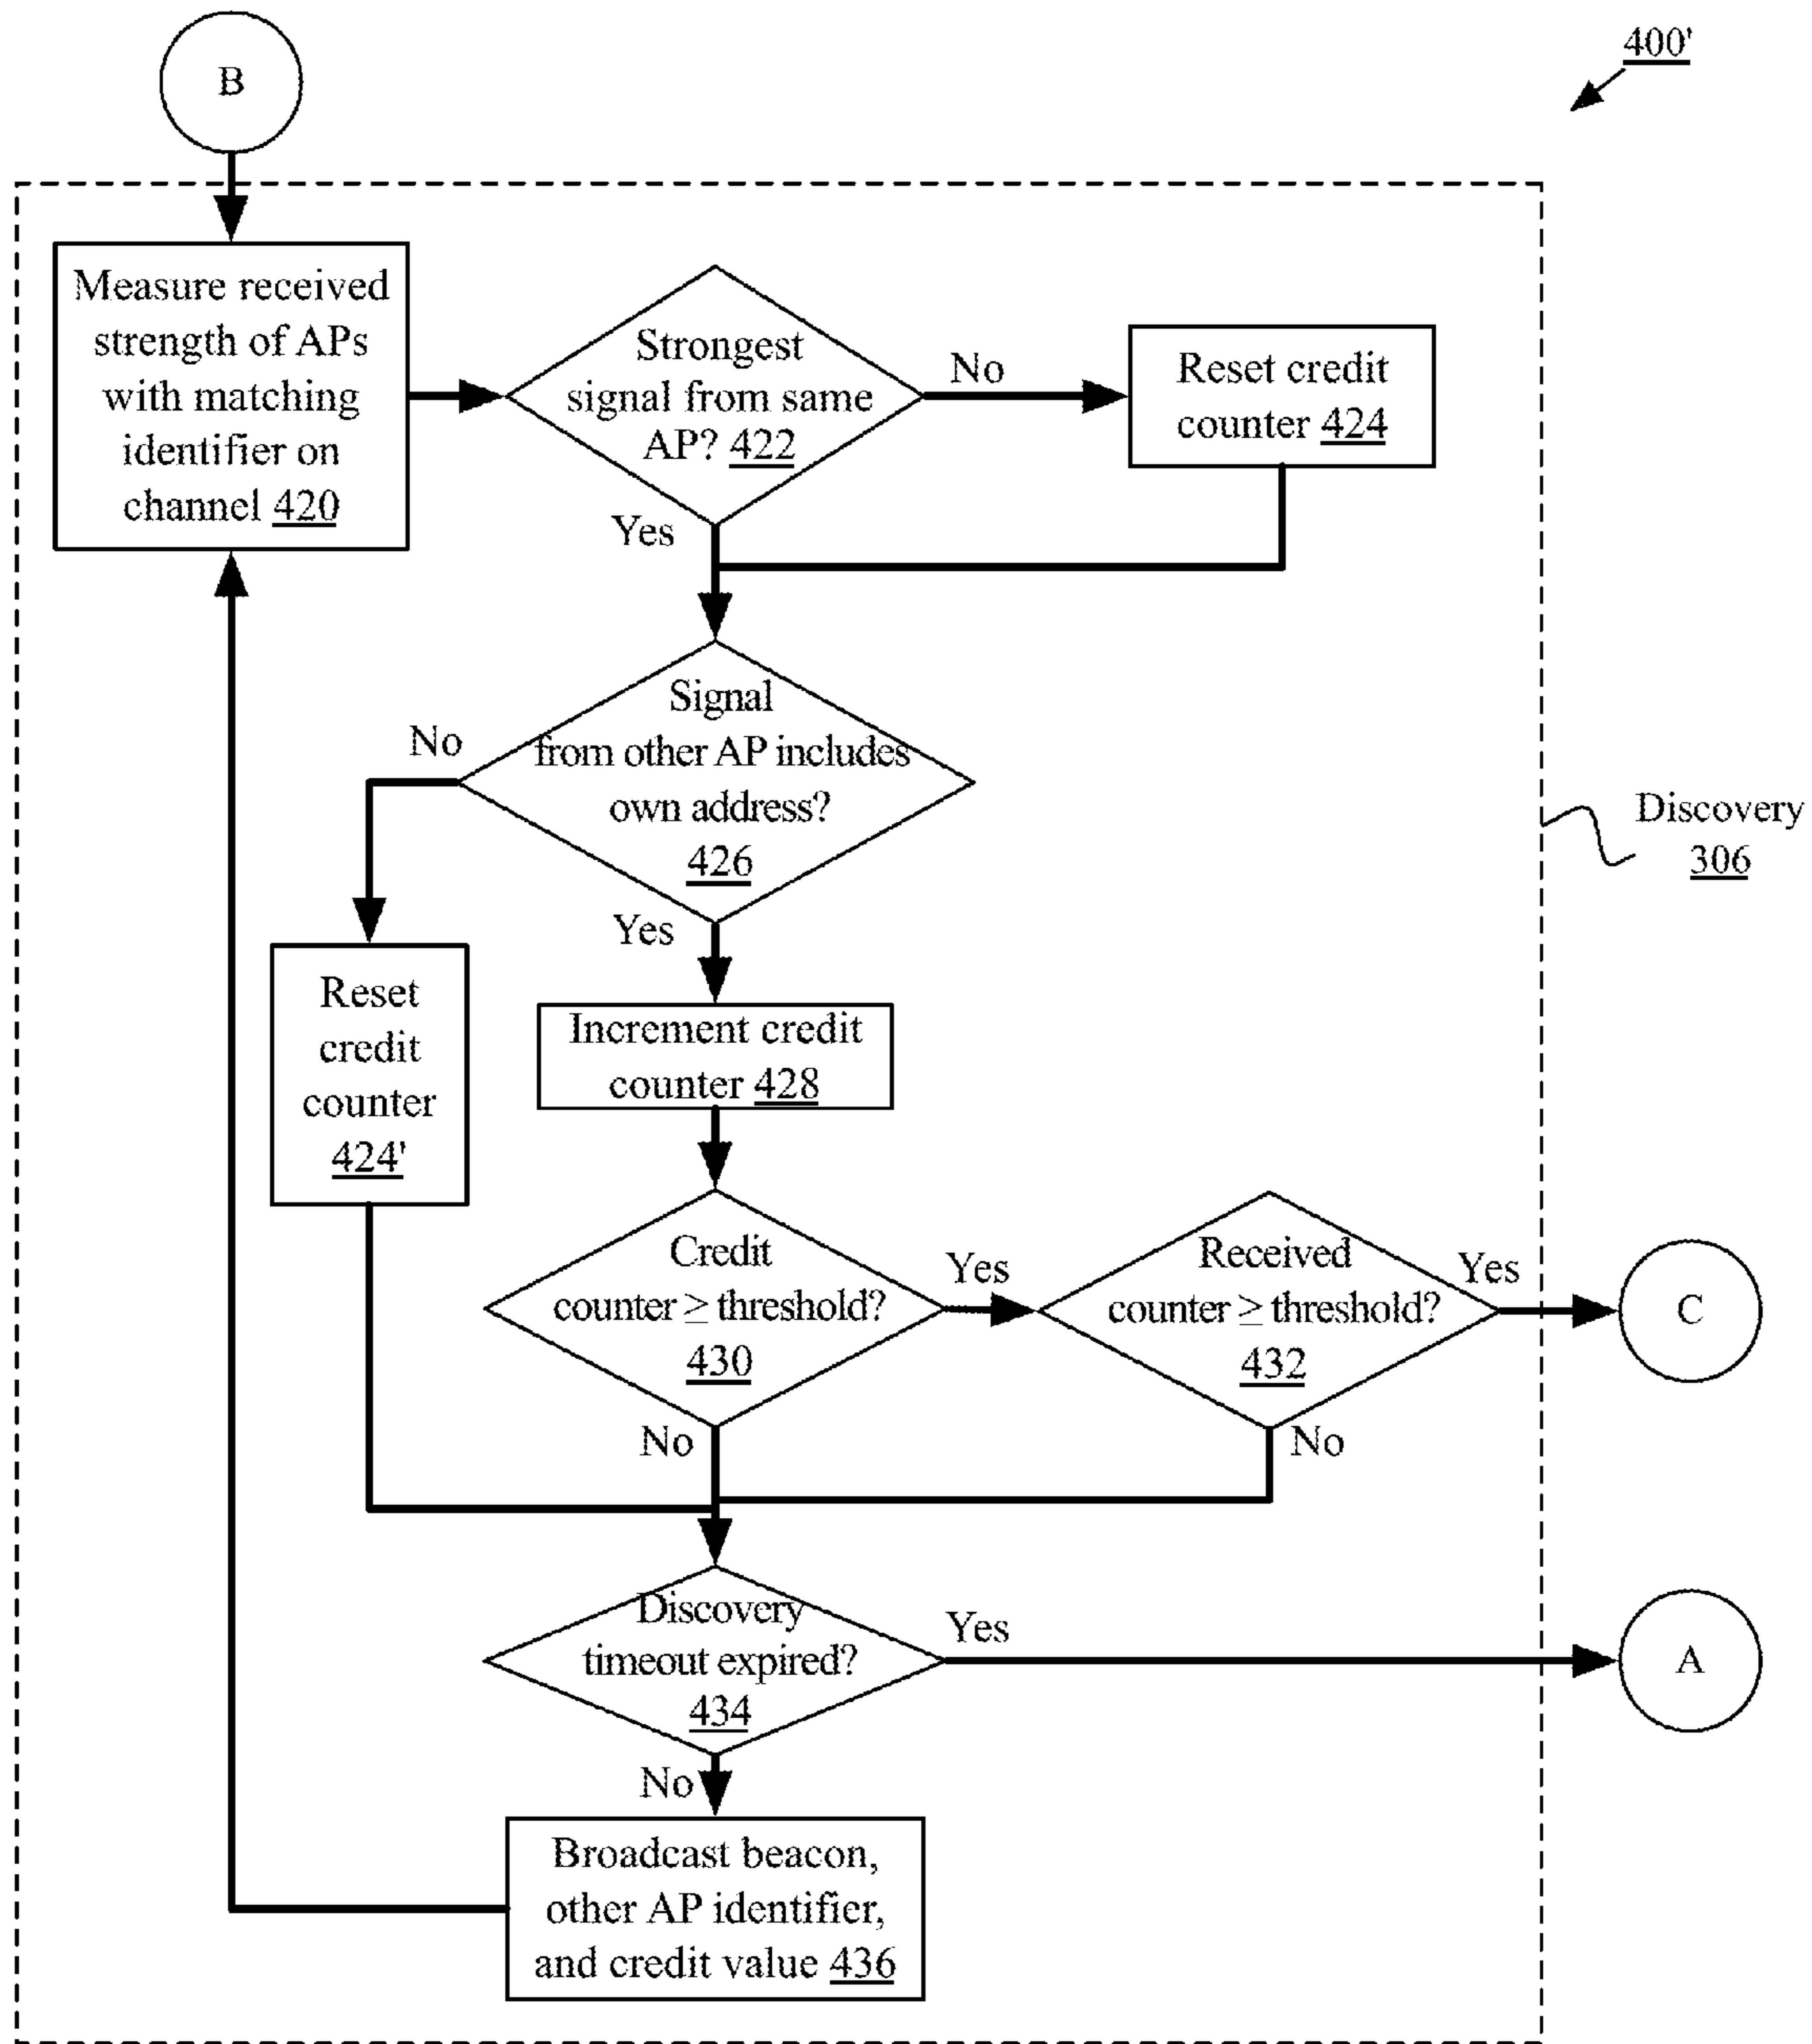 400'
B
Measure received
strength of APs
with matching
identifier on
channel 420
Strongest
signal from same
AP? 422
No
Reset credit
counter 424
Yes
Signal
from other AP includes
own address?
426
No
Discovery
306
Yes
Reset
credit
counter
424'
Increment credit
counter 428
Credit
counter ≥ threshold?
430
Yes
Received
counter ≥ threshold?
432
Yes
C
No
No
Discovery
timeout expired?
434
Yes
A
No
Broadcast beacon,
other AP identifier,
and credit value 436